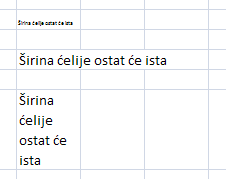 Širina ćelije ostat će ista
Širina ćelije ostat će ista
Širina
ćelije
ostat će
ista